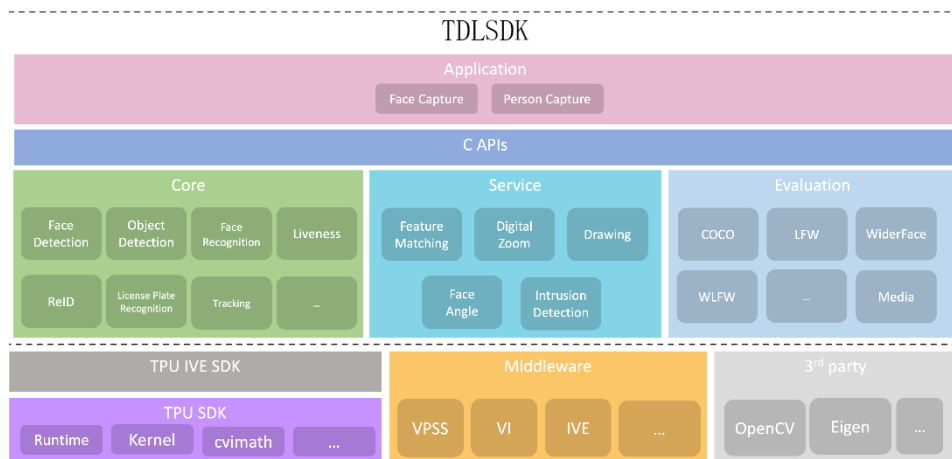 TDLSDK
Application
Face Capture
Person Capture
C APIs
Core
Face
Detection
Object
Detection
Face
Recognition
Liveness
ReID
License Plate
Recognition
Tracking
...
Service
Feature
Matching
Digital
Zoom
Drawing
Face
Angle
Intrusion
Detection
Evaluation
COCO
LFW
WiderFace
WLFW
...
Media
TPU IVE SDK
TPU SDK
Runtime
Kernel
cvimath
...
Middleware
VPSS
VI
IVE
...
3rd party
OpenCV
Eigen
...